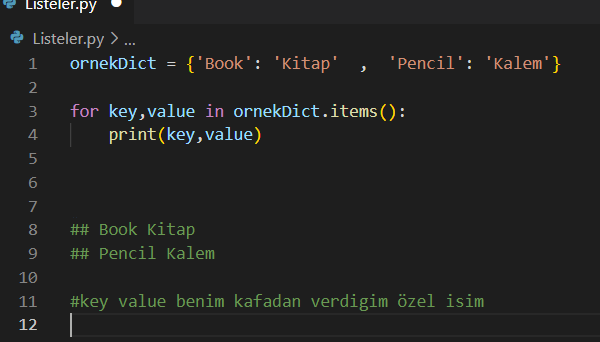 Listeler.py
Listeler.py > ...
1 ornekDict = {'Book': 'Kitap'  ,  'Pencil': 'Kalem'}
2
3 for key,value in ornekDict.items():
4     print(key,value)
5
6
7
8 ## Book Kitap
9 ## Pencil Kalem
10
11 #key value benim kafadan verdigim özel isim
12